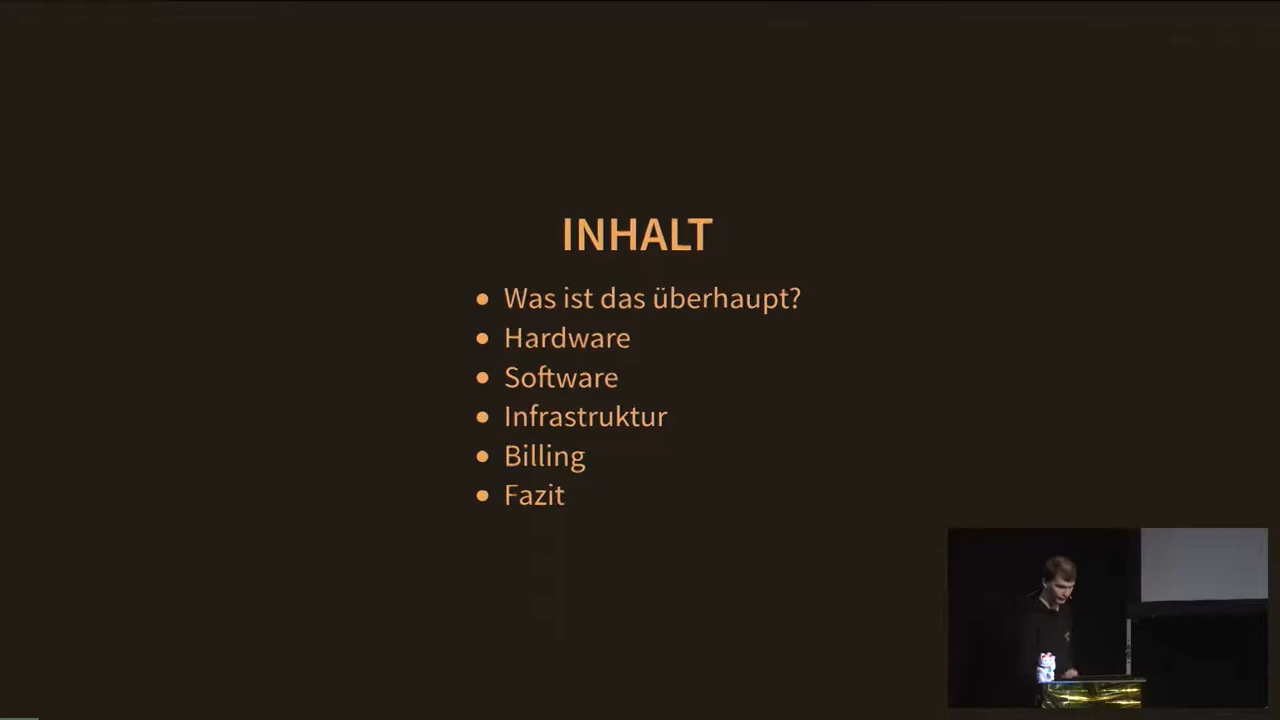 INHALT
Was ist das überhaupt?
Hardware
Software
Infrastruktur
Billing
Fazit